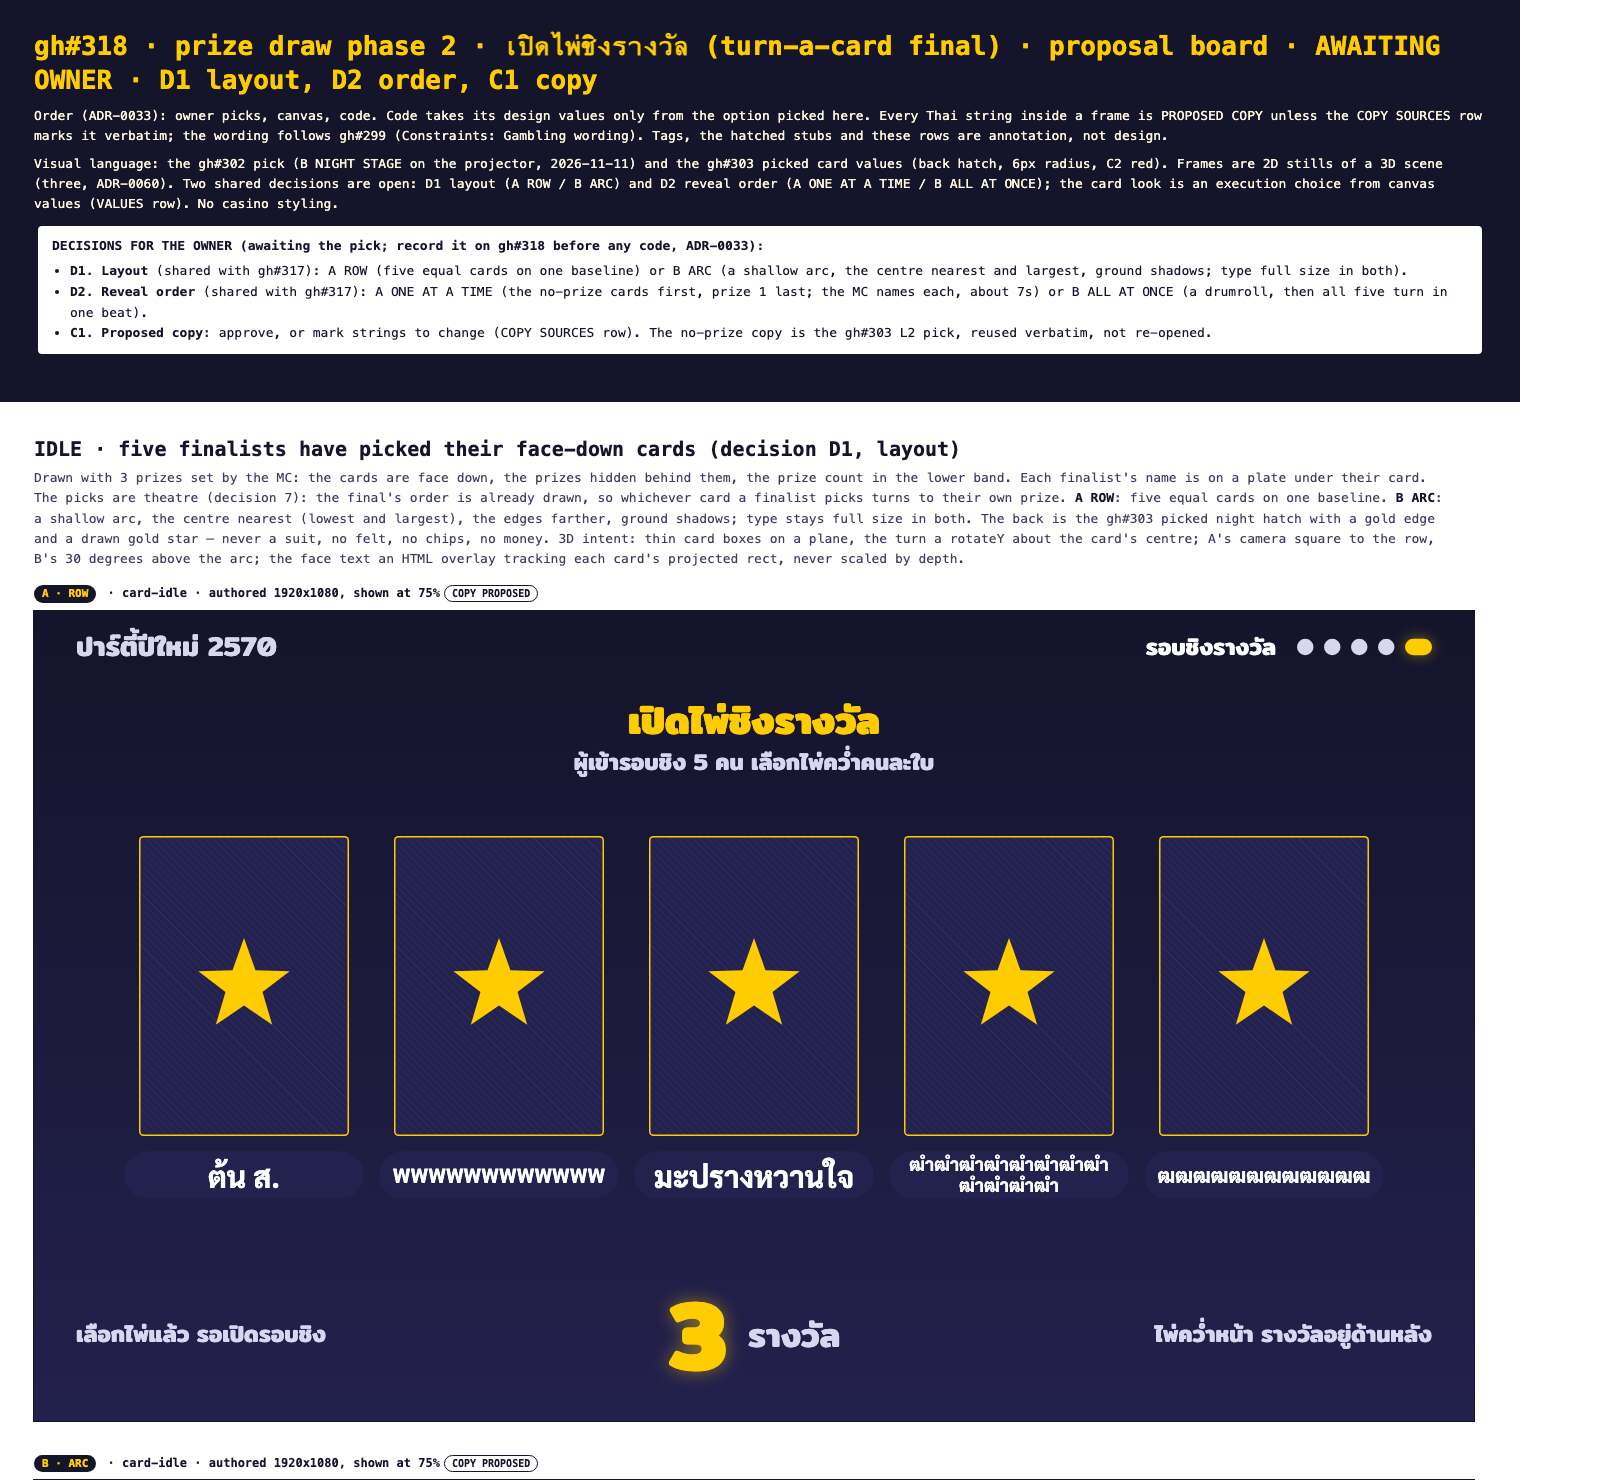 gh#318 · prize draw phase 2 · เปิดไพ่ชิงรางวัล (turn-a-card final) · proposal board · AWAITING
OWNER · D1 layout, D2 order, C1 copy
Order (ADR-0033): owner picks, canvas, code. Code takes its design values only from the option picked here. Every Thai string inside a frame is PROPOSED COPY unless the COPY SOURCES row
marks it verbatim; the wording follows gh#299 (Constraints: Gambling wording). Tags, the hatched stubs and these rows are annotation, not design.
Visual language: the gh#302 pick (B NIGHT STAGE on the projector, 2026-11-11) and the gh#303 picked card values (back hatch, 6px radius, C2 red). Frames are 2D stills of a 3D scene
(three, ADR-0060). Two shared decisions are open: D1 layout (A ROW / B ARC) and D2 reveal order (A ONE AT A TIME / B ALL AT ONCE); the card look is an execution choice from canvas
values (VALUES row). No casino styling.
DECISIONS FOR THE OWNER (awaiting the pick; record it on gh#318 before any code, ADR-0033):
• D1. Layout (shared with gh#317): A ROW (five equal cards on one baseline) or B ARC (a shallow arc, the centre nearest and largest, ground shadows; type full size in both).
• D2. Reveal order (shared with gh#317): A ONE AT A TIME (the no-prize cards first, prize 1 last; the MC names each, about 7s) or B ALL AT ONCE (a drumroll, then all five turn in
one beat).
• C1. Proposed copy: approve, or mark strings to change (COPY SOURCES row). The no-prize copy is the gh#303 L2 pick, reused verbatim, not re-opened.
IDLE · five finalists have picked their face-down cards (decision D1, layout)
Drawn with 3 prizes set by the MC: the cards are face down, the prizes hidden behind them, the prize count in the lower band. Each finalist's name is on a plate under their card.
The picks are theatre (decision 7): the final's order is already drawn, so whichever card a finalist picks turns to their own prize. A ROW: five equal cards on one baseline. B ARC:
a shallow arc, the centre nearest (lowest and largest), the edges farther, ground shadows; type stays full size in both. The back is the gh#303 picked night hatch with a gold edge
and a drawn gold star — never a suit, no felt, no chips, no money. 3D intent: thin card boxes on a plane, the turn a rotateY about the card's centre; A's camera square to the row,
B's 30 degrees above the arc; the face text an HTML overlay tracking each card's projected rect, never scaled by depth.
A · ROW · card-idle · authored 1920x1080, shown at 75% COPY PROPOSED
ปาร์ตี้ปีใหม่ 2570
รอบชิงรางวัล
เปิดไพ่ชิงรางวัล
ผู้เข้ารอบชิง 5 คน เลือกไพ่คว่ำคนละใบ
ต้น ส.
WWWWWWWWWWWW
มะปรางหวานใจ
ฒำฒำฒำฒำฒำฒำฒำฒำ
ฒำฒำฒำฒำ
ฒฒฒฒฒฒฒฒฒฒฒฒ
เลือกไพ่แล้ว รอเปิดรอบชิง
3 รางวัล
ไพ่คว่ำหน้า รางวัลอยู่ด้านหลัง
B · ARC · card-idle · authored 1920x1080, shown at 75% COPY PROPOSED